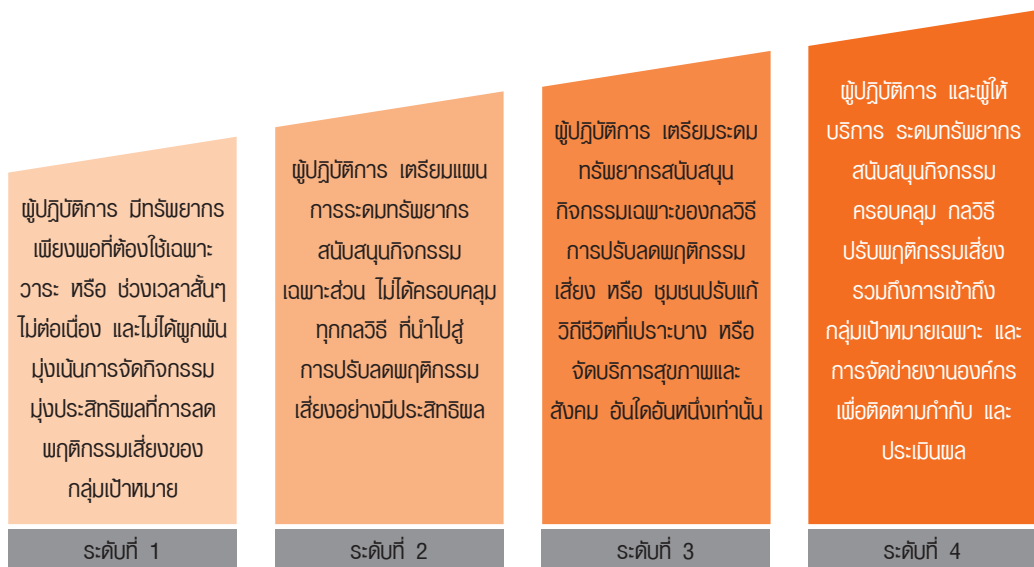 ผู้ปฏิบัติการ มีทรัพยากร
เพียงพอที่ต้องใช้เฉพาะ
วาระ หรือ ช่วงเวลาสั้นๆ
ไม่ต่อเนื่อง และไม่ได้ผูกพัน
มุ่งเน้นการจัดกิจกรรม
มุ่งประสิทธิผลที่การลด
พฤติกรรมเสี่ยงของ
กลุ่มเป้าหมาย
ระดับที่ 1
ผู้ปฏิบัติการ เตรียมแผน
การระดมทรัพยากร
สนับสนุนกิจกรรม
เฉพาะส่วน ไม่ได้ครอบคลุม
ทุกกลวิธี ที่นำไปสู่
การปรับลดพฤติกรรม
เสี่ยงอย่างมีประสิทธิผล
ระดับที่ 2
ผู้ปฏิบัติการ เตรียมระดม
ทรัพยากรสนับสนุน
กิจกรรมเฉพาะของกลวิธี
การปรับลดพฤติกรรม
เสี่ยง หรือ ชุมชนปรับแก้
วิถีชีวิตที่เปราะบาง หรือ
จัดบริการสุขภาพและ
สังคม อันใดอันหนึ่งเท่านั้น
ระดับที่ 3
ผู้ปฏิบัติการ และผู้ให้
บริการ ระดมทรัพยากร
สนับสนุนกิจกรรม
ครอบคลุม กลวิธี
ปรับพฤติกรรมเสี่ยง
รวมถึงการเข้าถึง
กลุ่มเป้าหมายเฉพาะ และ
การจัดข่ายงานองค์กร
เพื่อติดตามกำกับ และ
ประเมินผล
ระดับที่ 4